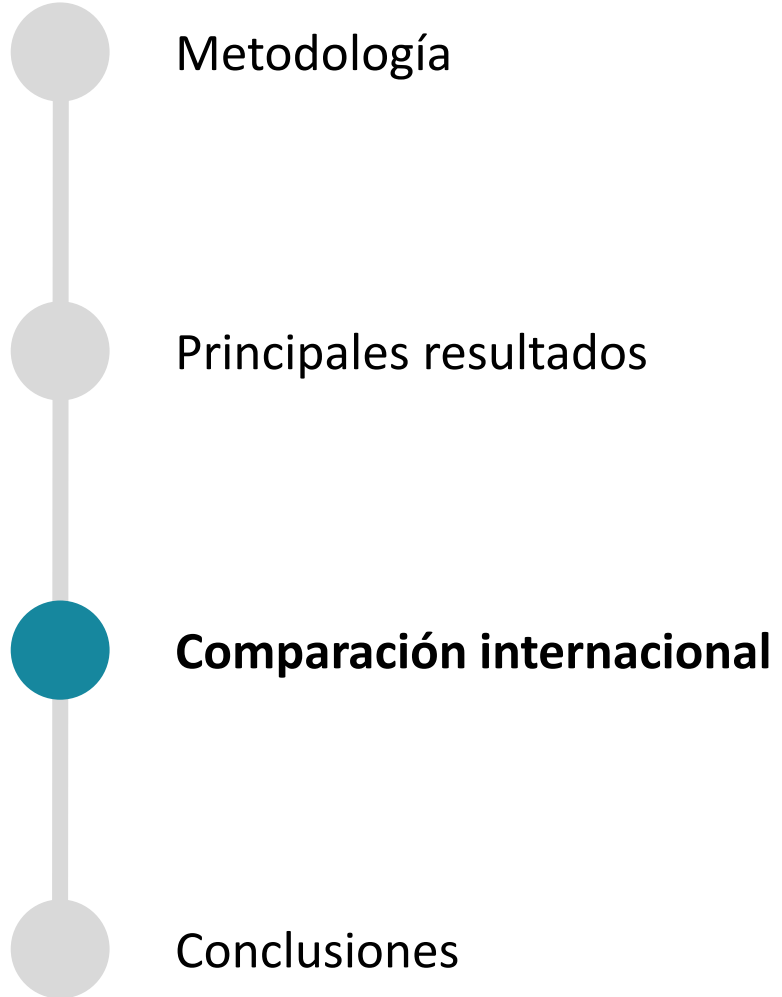 Metodología
Principales resultados
Comparación internacional
Conclusiones